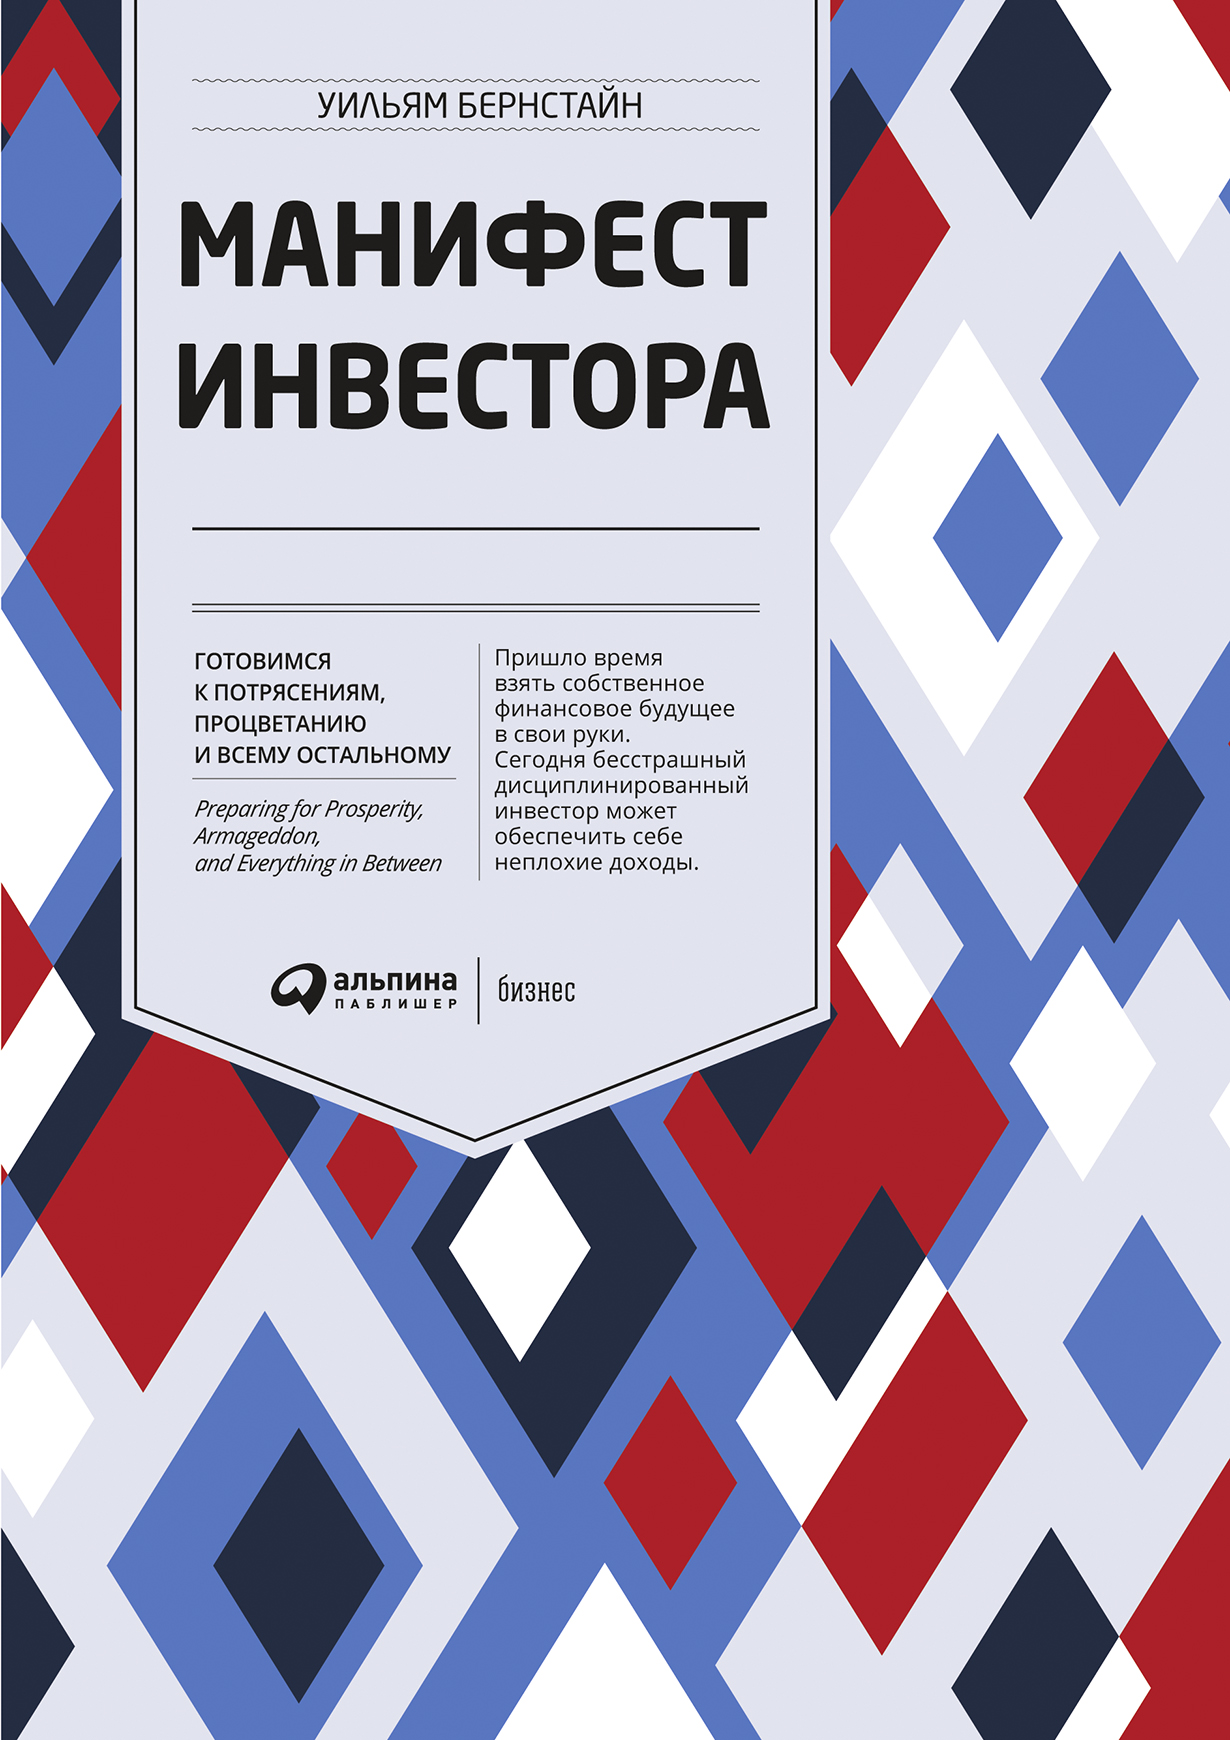 УИЛЬЯМ БЕРНСТАЙН
МАНИФЕСТ
ИНВЕСТОРА
ГОТОВИМСЯ
К ПОТРЯСЕНИЯМ,
ПРОЦВЕТАНИЮ
И ВСЕМУ ОСТАЛЬНОМУ
Preparing for Prosperity,
Armageddon,
and Everything in Between
Пришло время
взять собственное
финансовое будущее
в свои руки.
Сегодня бесстрашный
дисциплинированный
инвестор может
обеспечить себе
неплохие доходы.
альпина
ПАБЛИШЕР
бизнес